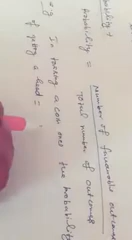 Probability =
number of favourable outcomes
Total number of outcomes
e.g In tossing a coin once the probability
of getting a head =